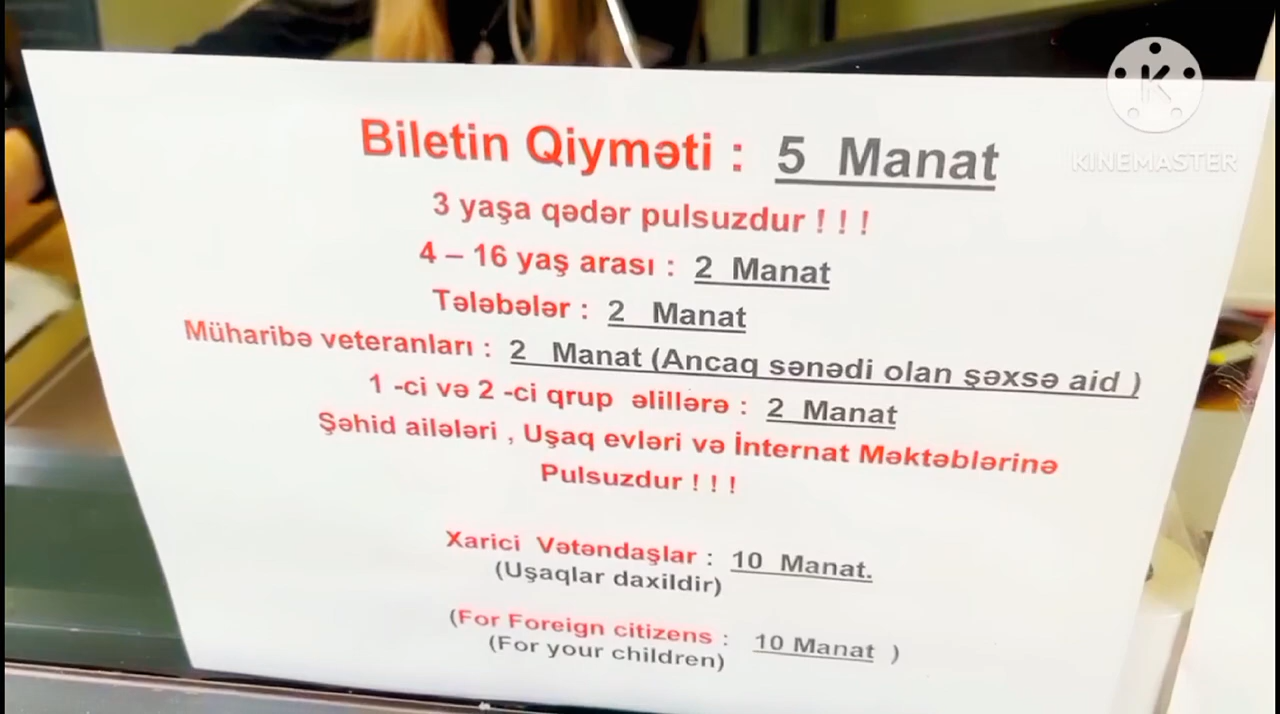 Biletin Qiyməti : 5 Manat
3 yaşa qədər pulsuzdur ! ! !
4 – 16 yaş arası : 2 Manat
Tələbələr : 2 Manat
Müharibə veteranları : 2 Manat (Ancaq sənədi olan şəxsə aid )
1 -ci və 2 -ci qrup əlillərə : 2 Manat
Şəhid ailələri , Uşaq evləri və İnternat Məktəblərinə
Pulsuzdur ! ! !
Xarici Vətəndaşlar : 10 Manat.
(Uşaqlar daxildir)
(For Foreign citizens : 10 Manat )
(For your children)
K
KINEMASTER